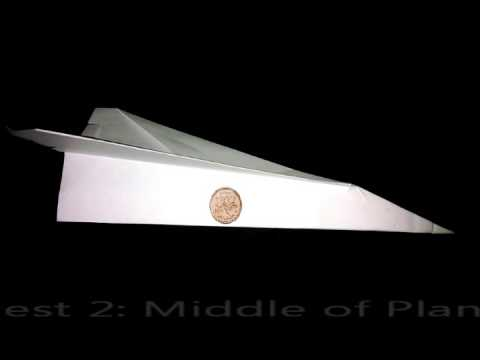 est 2: Middle of Plan